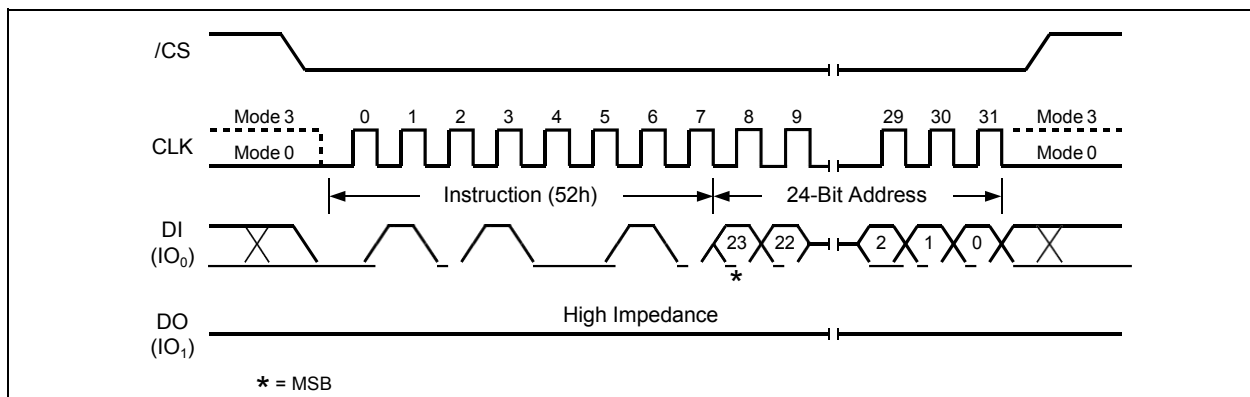 /CS
Mode 3 0 1 2 3 4 5 6 7 8 9 29 30 31 Mode 3
CLK
Mode 0 Mode 0
Instruction (52h) 24-Bit Address
DI
(IO₀)
23 22 2 1 0
*
High Impedance
DO
(IO₁)
* = MSB